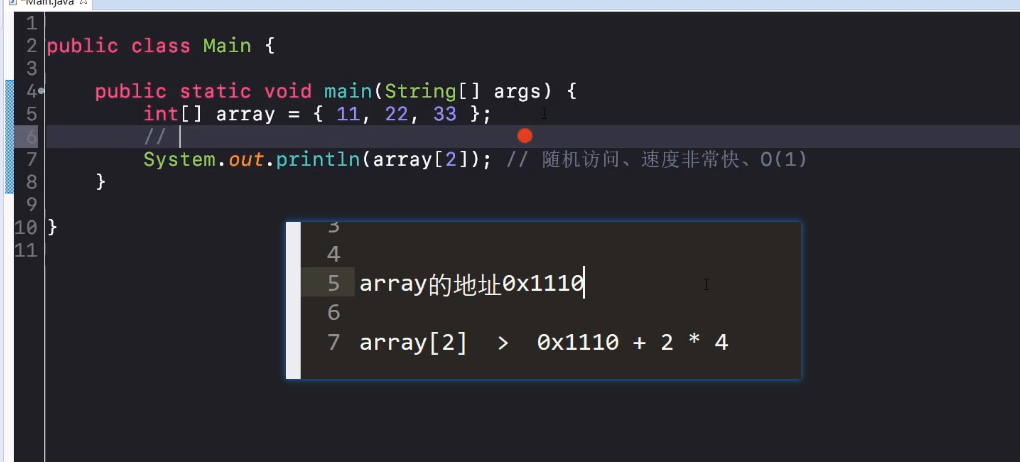 *Main.java
1
2 public class Main {
3
4 public static void main(String[] args) {
5 int[] array = { 11, 22, 33 };
6 //
7 System.out.println(array[2]); // 随机访问、速度非常快、O(1)
8 }
9
10 }
11
3
4
5 array的地址0x1110
6
7 array[2] > 0x1110 + 2 * 4